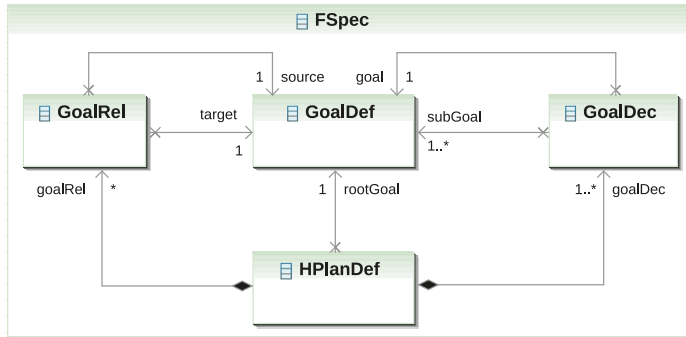 FSpec
1 source goal 1
GoalRel
target
GoalDef
subGoal
GoalDec
1
1..*
goalRel *
1 rootGoal
1..* goalDec
HPlanDef